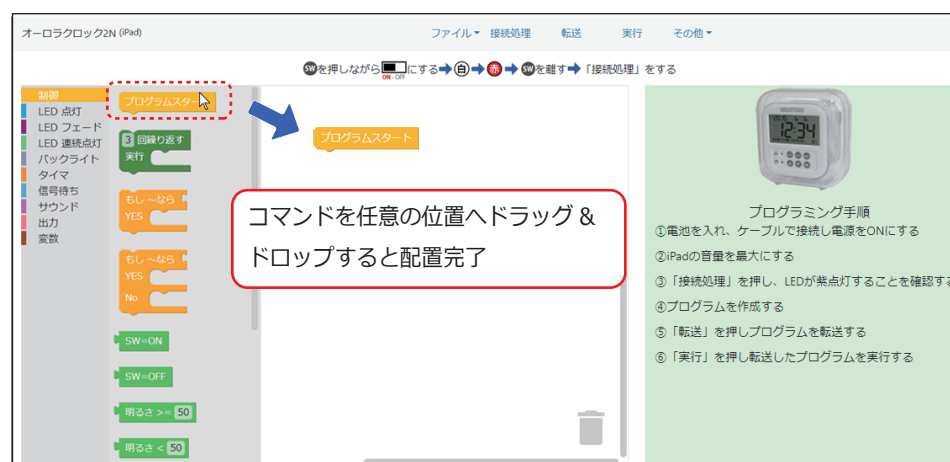 オーロラクロック2N (iPad)
ファイル 接続処理 転送 実行 その他
SWを押しながら ON - OFF にする 白 赤 SWを離す 「接続処理」をする
制御
LED 点灯
LED フェード
LED 連続点灯
バックライト
タイマ
信号待ち
サウンド
出力
変数
プログラムスタート
3 回繰り返す
実行
もし ~なら
YES
もし ~なら
YES
No
SW=ON
SW=OFF
明るさ >= 50
明るさ < 50
プログラムスタート
コマンドを任意の位置へドラッグ &
ドロップすると配置完了
12:34
プログラミング手順
①電池を入れ、ケーブルで接続し電源をONにする
②iPadの音量を最大にする
③「接続処理」を押し、LEDが紫点灯することを確認する
④プログラムを作成する
⑤「転送」を押しプログラムを転送する
⑥「実行」を押し転送したプログラムを実行する